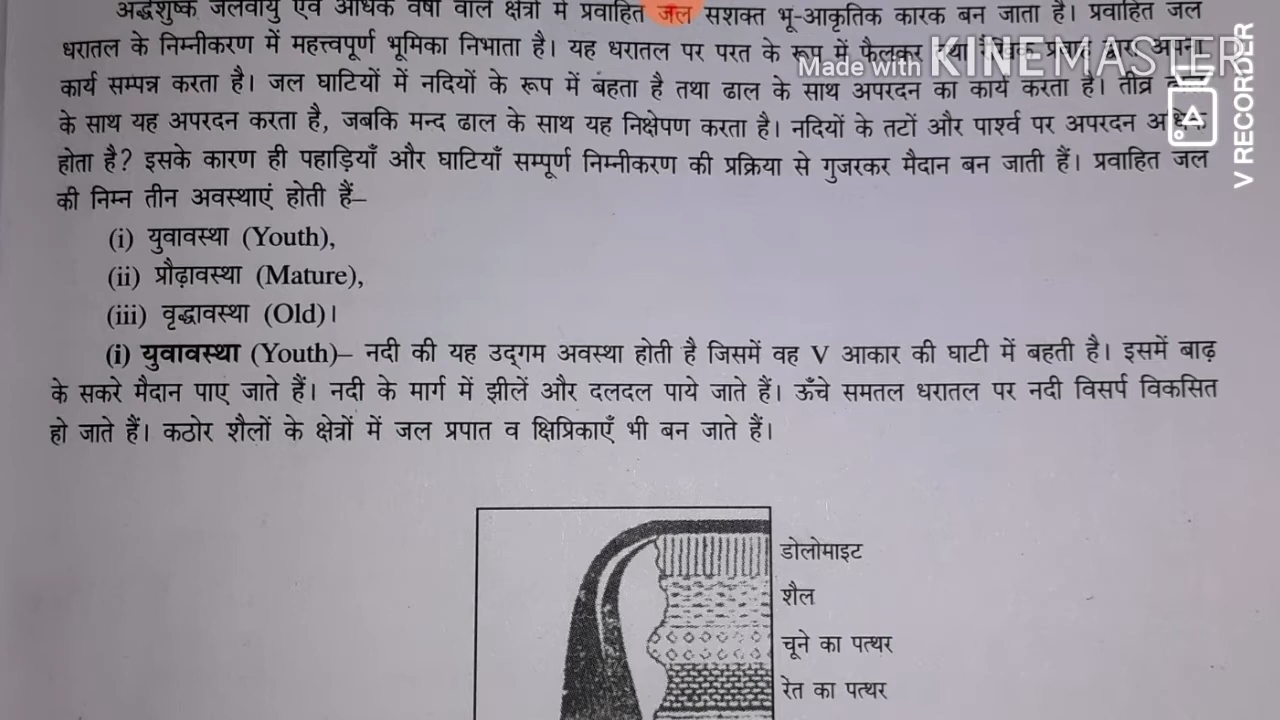 अर्द्धशुष्क जलवायु एवं अधिक वर्षा वाले क्षेत्रों में प्रवाहित जल सशक्त भू-आकृतिक कारक बन जाता है। प्रवाहित जल
धरातल के निम्नीकरण में महत्त्वपूर्ण भूमिका निभाता है। यह धरातल पर परत के रूप में फैलकर अपना
Made with KINEMASTER
कार्य सम्पन्न करता है। जल घाटियों में नदियों के रूप में बहता है तथा ढाल के साथ अपरदन का कार्य करता है। तीव्र
के साथ यह अपरदन करता है, जबकि मन्द ढाल के साथ यह निक्षेपण करता है। नदियों के तटों और पार्श्व पर अपरदन अधिक
होता है? इसके कारण ही पहाड़ियाँ और घाटियाँ सम्पूर्ण निम्नीकरण की प्रक्रिया से गुजरकर मैदान बन जाती हैं। प्रवाहित जल
की निम्न तीन अवस्थाएं होती हैं–
V RECORDER
(i) युवावस्था (Youth),
(ii) प्रौढ़ावस्था (Mature),
(iii) वृद्धावस्था (Old)।
(i) युवावस्था (Youth)– नदी की यह उद्‌गम अवस्था होती है जिसमें वह V आकार की घाटी में बहती है। इसमें बाढ़
के सकरे मैदान पाए जाते हैं। नदी के मार्ग में झीलें और दलदल पाये जाते हैं। ऊँचे समतल धरातल पर नदी विसर्प विकसित
हो जाते हैं। कठोर शैलों के क्षेत्रों में जल प्रपात व क्षिप्रिकाएँ भी बन जाते हैं।
डोलोमाइट
शैल
चूने का पत्थर
रेत का पत्थर